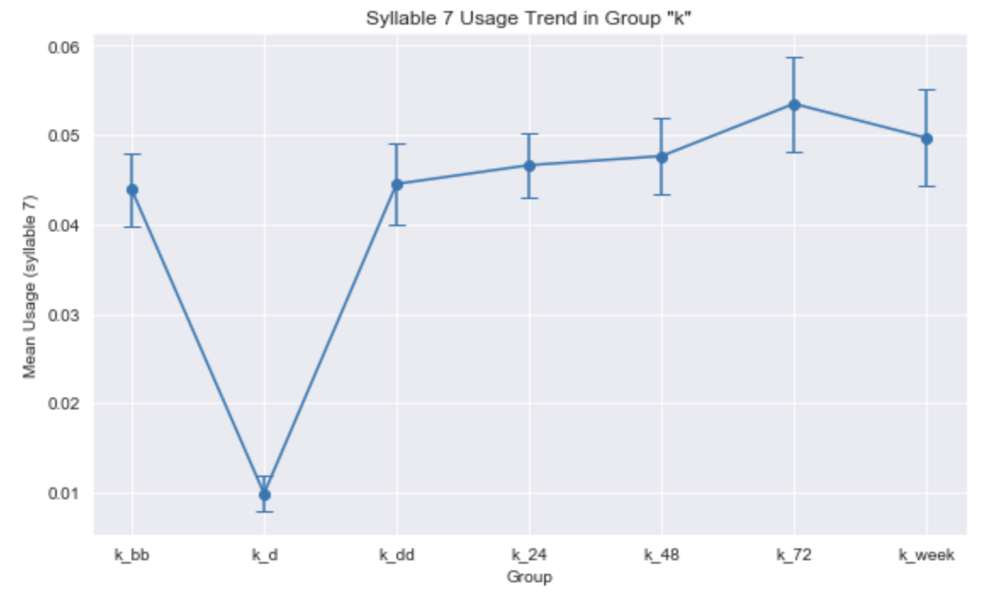 Syllable 7 Usage Trend in Group "k"
0.06
0.05
0.04
0.03
0.02
0.01
Mean Usage (syllable 7)
k_bb k_d k_dd k_24 k_48 k_72 k_week
Group